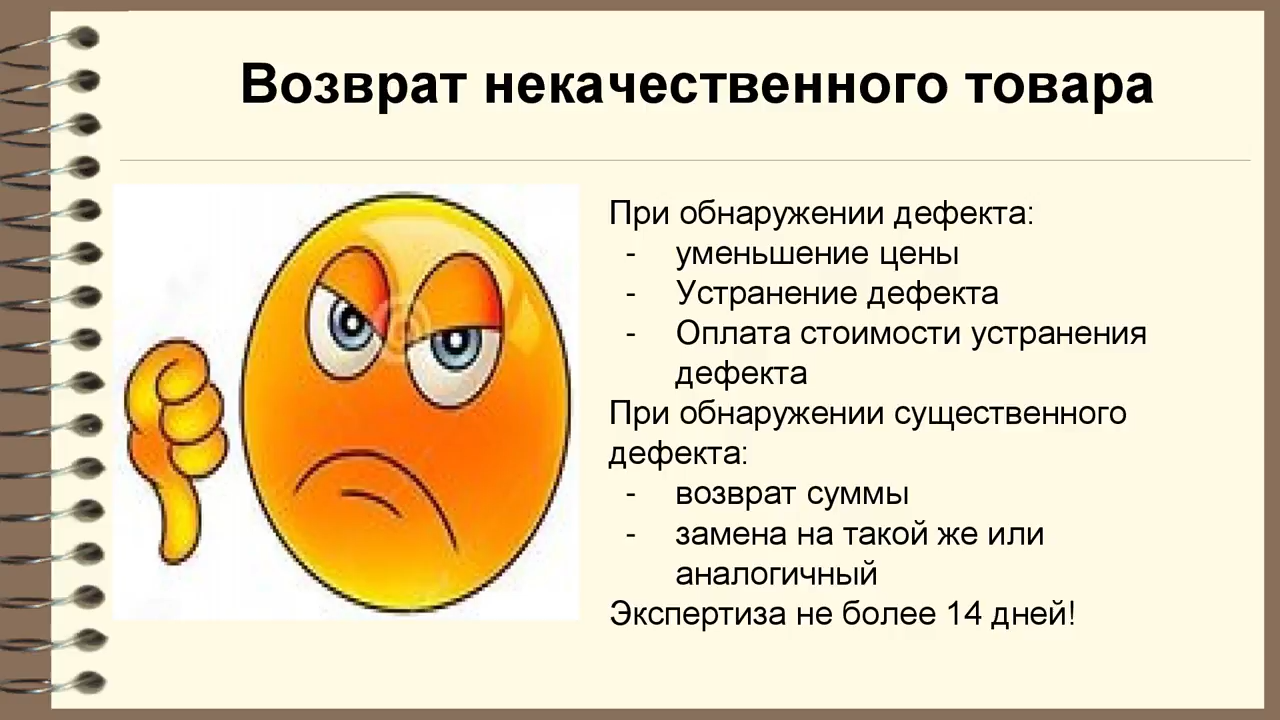 Возврат некачественного товара
При обнаружении дефекта:
- уменьшение цены
- Устранение дефекта
- Оплата стоимости устранения
дефекта
При обнаружении существенного
дефекта:
- возврат суммы
- замена на такой же или
аналогичный
Экспертиза не более 14 дней!